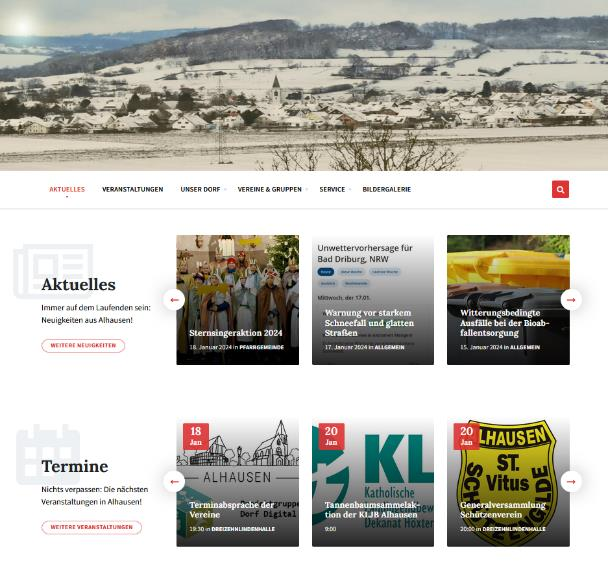 AKTUELLES VERANSTALTUNGEN UNSER DORF VEREINE & GRUPPEN SERVICE BILDERGALERIE
Aktuelles
Immer auf dem Laufenden sein:
Neuigkeiten aus Alhausen!
WEITERE NEUIGKEITEN
Sternsingeraktion 2024
18. Januar 2024 in PFARRGEMEINDE
Unwettervorhersage für
Bad Driburg, NRW
Mittwoch, der 17.01.
Warnung vor starkem
Schneefall und glatten
Straßen
17. Januar 2024 in ALLGEMEIN
Witterungsbedingte
Ausfälle bei der Bioab-
fallentsorgung
15. Januar 2024 in ALLGEMEIN
Termine
Nichts verpassen: Die nächsten
Veranstaltungen in Alhausen!
WEITERE VERANSTALTUNGEN
18
Jan
ALHAUSEN
Dorf Digital
Terminabsprache der
Vereine
19:30 in DREIZEHNLINDENHALLE
20
Jan
KL
Katholische
Dekanat Höxter
Tannenbaumsammelak-
tion der KLJB Alhausen
9:00
20
Jan
ALHAUSEN
ST.
Vitus
Generalversammlung
Schützenverein
20:00 in DREIZEHNLINDENHALLE